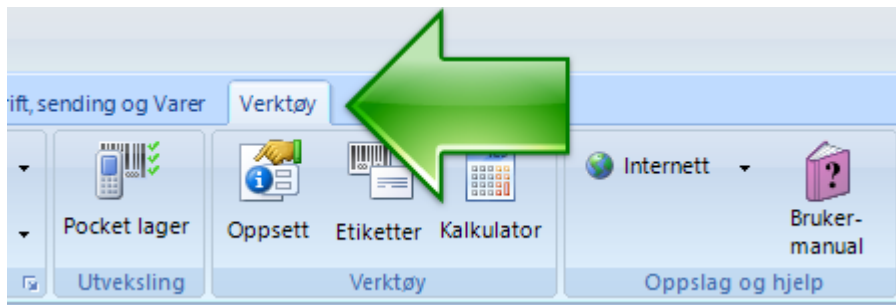 rift, sending og Varer
Verktøy
Pocket lager
Oppsett
Etiketter
Kalkulator
Internett
Bruker-
manual
Utveksling
Verktøy
Oppslag og hjelp